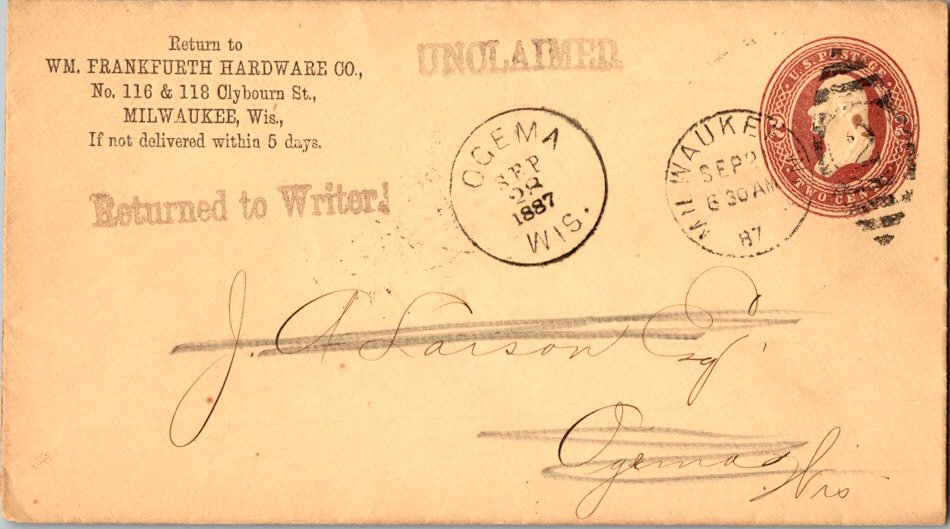 Return to
WM. FRANKFURTH HARDWARE CO.,
No. 116 & 118 Clybourn St.,
MILWAUKEE, Wis.,
If not delivered within 5 days.
UNCLAIMED
Returned to Writer!
OGEMA
SEP
28
1887
WIS.
MILWAUKEE
SEP 2
6 30 AM
87
U.S. POSTAGE
TWO CENTS
J. A Larson Esq
Ogema Wis